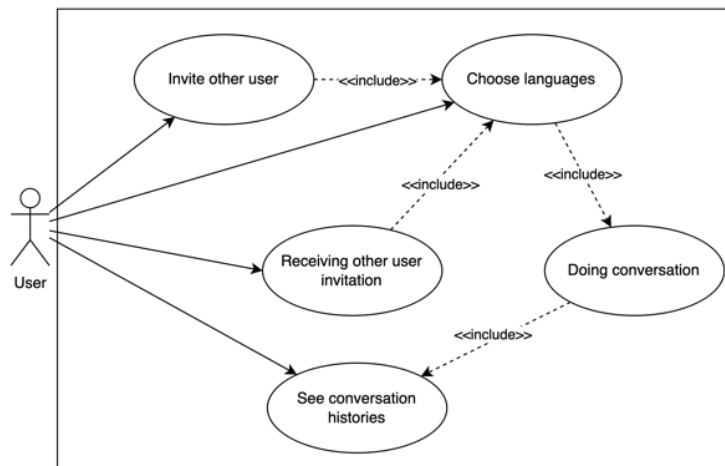 Invite other user
<<include>>
Choose languages
<<include>>
<<include>>
Receiving other user
invitation
Doing conversation
User
<<include>>
See conversation
histories